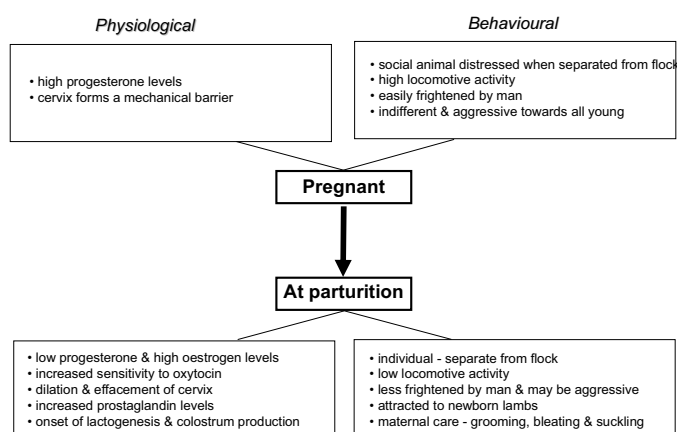 Physiological
Behavioural
• high progesterone levels
• cervix forms a mechanical barrier
• social animal distressed when separated from flock
• high locomotive activity
• easily frightened by man
• indifferent & aggressive towards all young
Pregnant
At parturition
• low progesterone & high oestrogen levels
• increased sensitivity to oxytocin
• dilation & effacement of cervix
• increased prostaglandin levels
• onset of lactogenesis & colostrum production
• individual - separate from flock
• low locomotive activity
• less frightened by man & may be aggressive
• attracted to newborn lambs
• maternal care - grooming, bleating & suckling